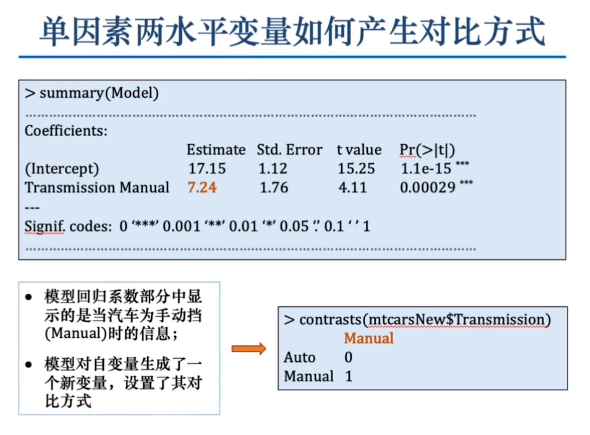 单因素两水平变量如何产生对比方式
> summary(Model)
Coefficients:
Estimate Std. Error t value Pr(>|t|)
(Intercept) 17.15 1.12 15.25 1.1e-15 ***
Transmission Manual 7.24 1.76 4.11 0.00029 ***
---
Signif. codes: 0 ‘***’ 0.001 ‘**’ 0.01 ‘*’ 0.05 ‘.’ 0.1 ‘ ’ 1
• 模型回归系数部分中显
示的是当汽车为手动挡
(Manual)时的信息；
• 模型对自变量生成了一
个新变量，设置了其对
比方式
> contrasts(mtcarsNew$Transmission)
Manual
Auto 0
Manual 1